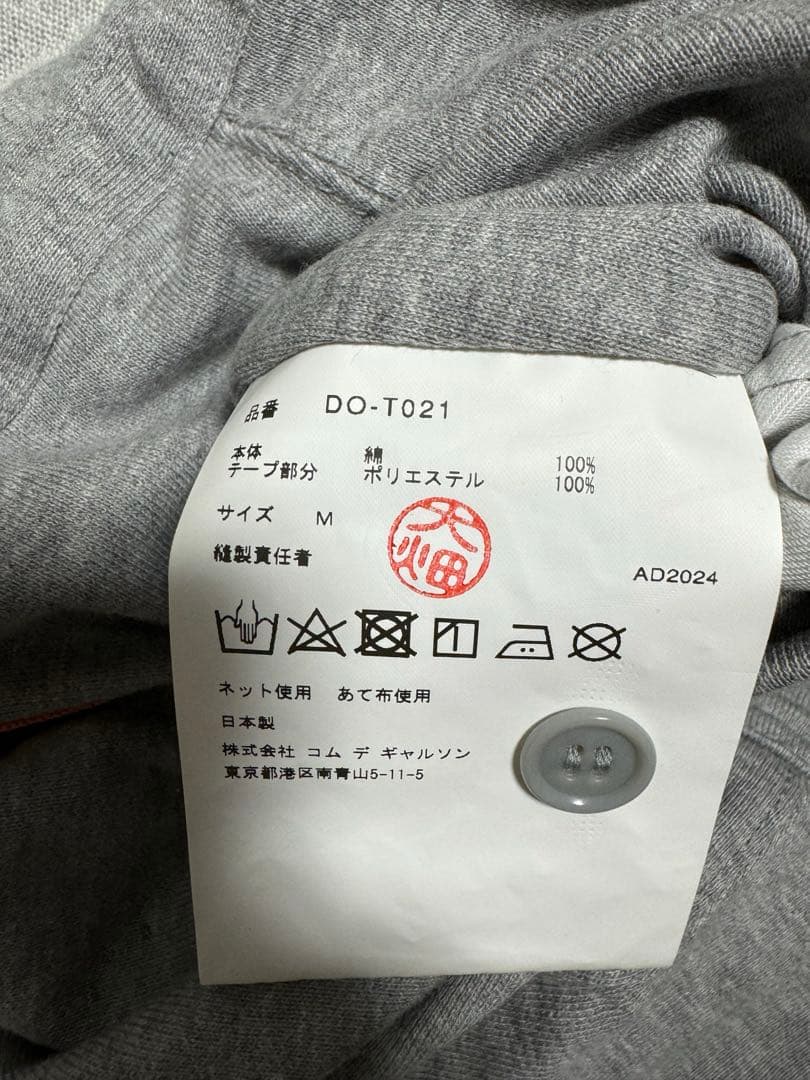 品番 DO-T021
本体 綿 100%
テープ部分 ポリエステル 100%
サイズ M
大畑
縫製責任者
AD2024
ネット使用 あて布使用
日本製
株式会社 コム デ ギャルソン
東京都港区南青山5-11-5